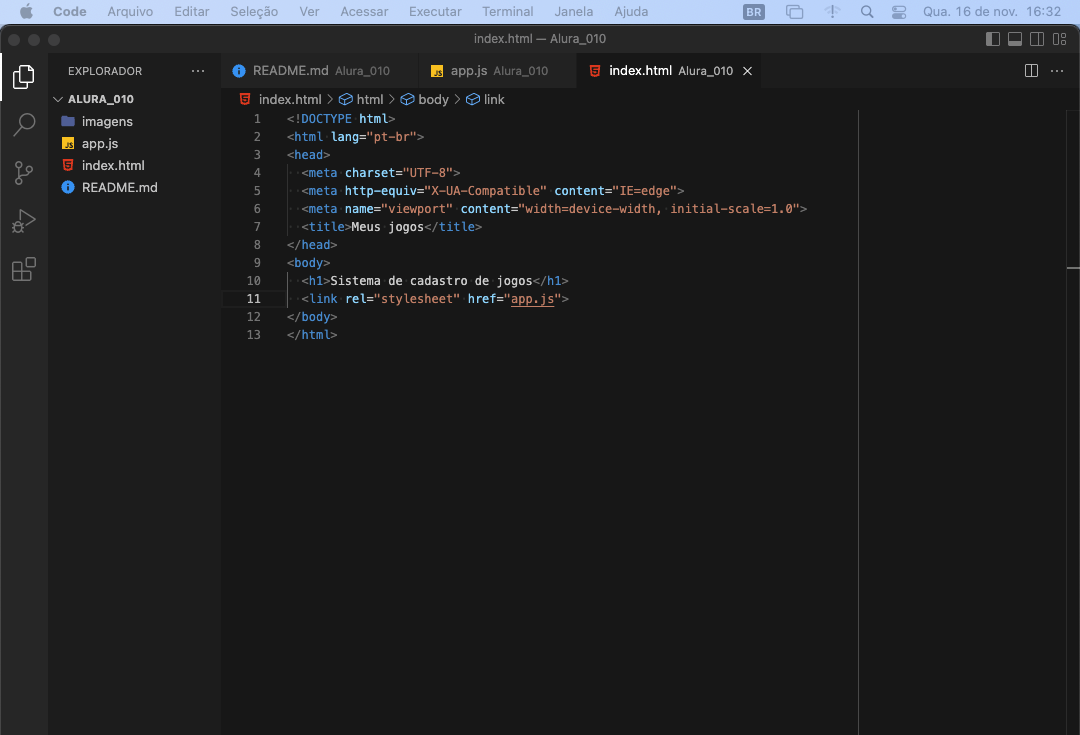 Code Arquivo Editar Seleção Ver Acessar Executar Terminal Janela Ajuda BR Qua. 16 de nov. 16:32
index.html — Alura_010
EXPLORADOR ···
ALURA_010
imagens
JS app.js
index.html
README.md
README.md Alura_010 JS app.js Alura_010 index.html Alura_010 ···
index.html > html > body > link
1 <!DOCTYPE html>
2 <html lang="pt-br">
3 <head>
4 <meta charset="UTF-8">
5 <meta http-equiv="X-UA-Compatible" content="IE=edge">
6 <meta name="viewport" content="width=device-width, initial-scale=1.0">
7 <title>Meus jogos</title>
8 </head>
9 <body>
10 <h1>Sistema de cadastro de jogos</h1>
11 <link rel="stylesheet" href="app.js">
12 </body>
13 </html>